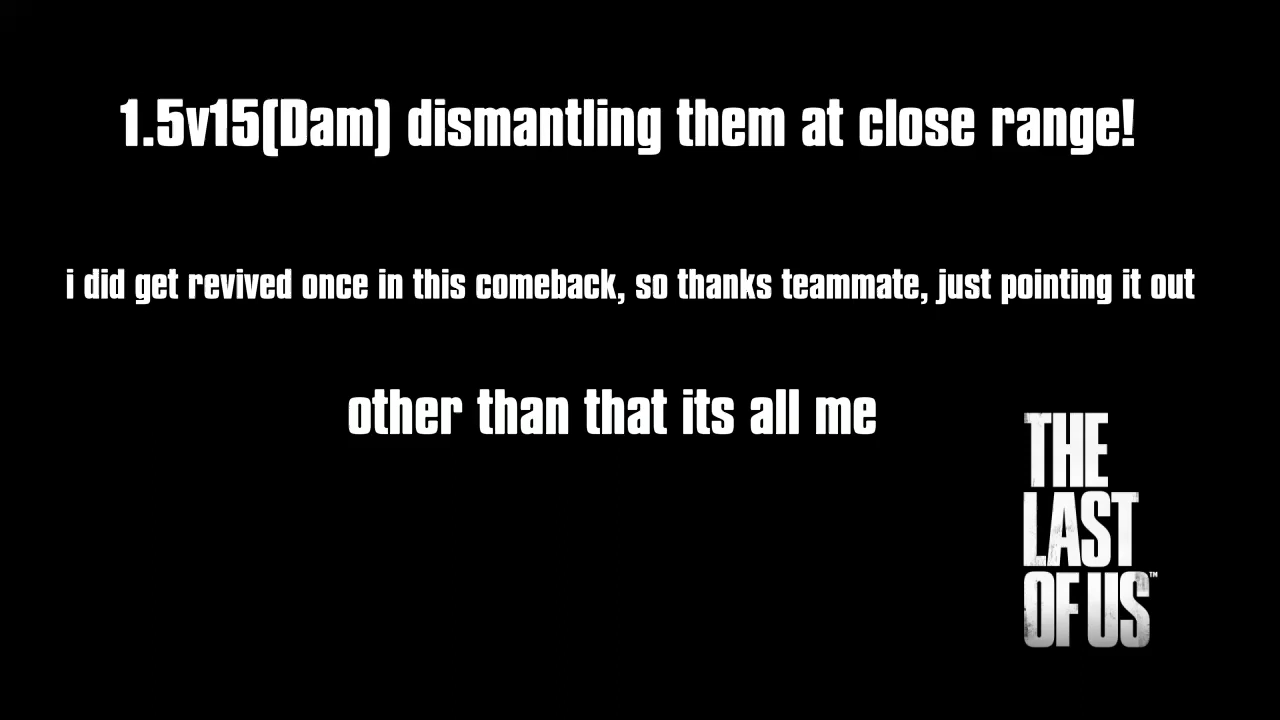 1.5v15(Dam) dismantling them at close range!
i did get revived once in this comeback, so thanks teammate, just pointing it out
other than that its all me
THE
LAST
OF US™